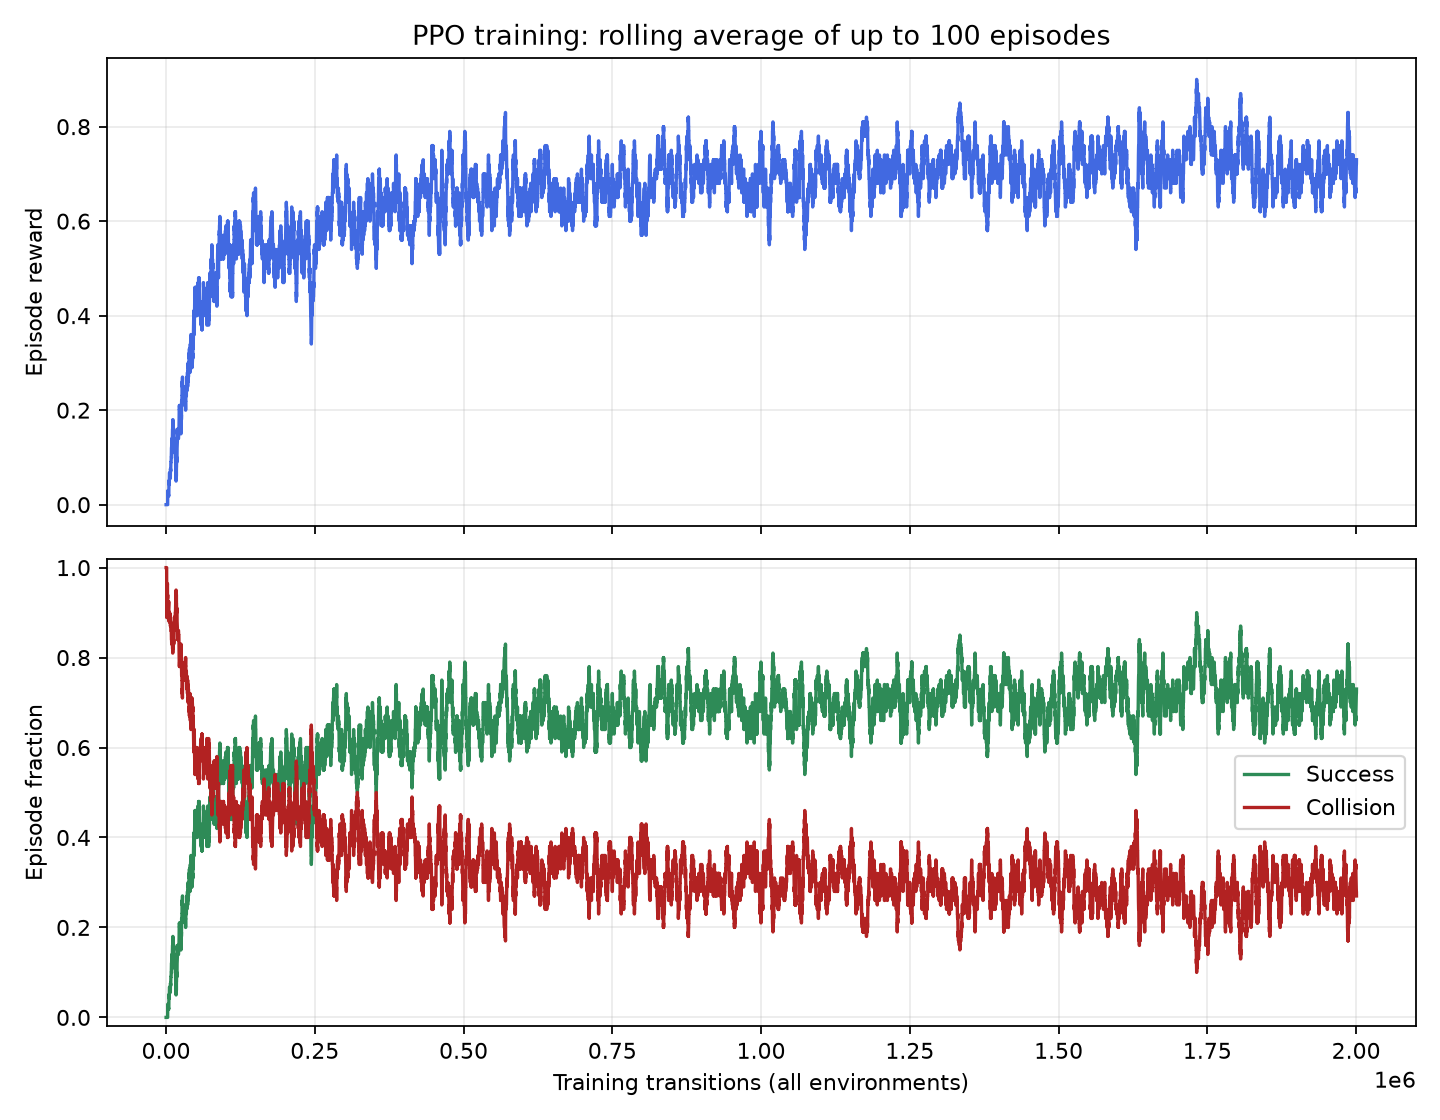 PPO training: rolling average of up to 100 episodes
Episode reward
0.8
0.6
0.4
0.2
0.0
Episode fraction
1.0
0.8
0.6
0.4
0.2
0.0
Success
Collision
0.00 0.25 0.50 0.75 1.00 1.25 1.50 1.75 2.00
1e6
Training transitions (all environments)